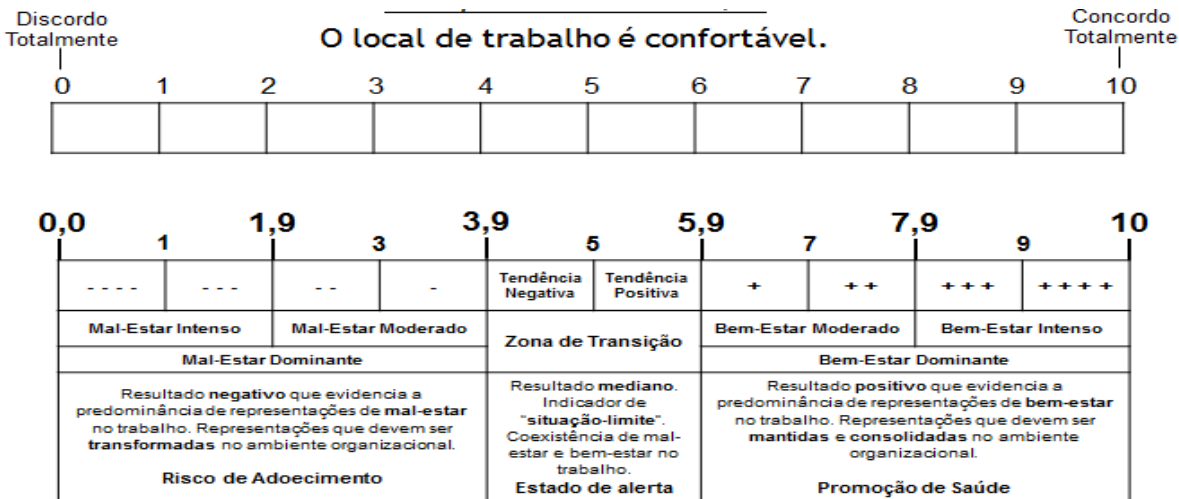 Discordo Totalmente
O local de trabalho é confortável.
Concordo Totalmente
0 1 2 3 4 5 6 7 8 9 10
0,0 1 1,9 3 3,9 5 5,9 7 7,9 9 10
- - - - - - - - - - Tendência Negativa Tendência Positiva + + + + + + + + + +
Mal-Estar Intenso Mal-Estar Moderado Zona de Transição Bem-Estar Moderado Bem-Estar Intenso
Mal-Estar Dominante Bem-Estar Dominante
Resultado negativo que evidencia a
predominância de representações de mal-estar
no trabalho. Representações que devem ser
transformadas no ambiente organizacional.
Risco de Adoecimento
Resultado mediano.
Indicador de
"situação-limite".
Coexistência de mal-
estar e bem-estar no
trabalho.
Estado de alerta
Resultado positivo que evidencia a
predominância de representações de bem-estar
no trabalho. Representações que devem ser
mantidas e consolidadas no ambiente
organizacional.
Promoção de Saúde